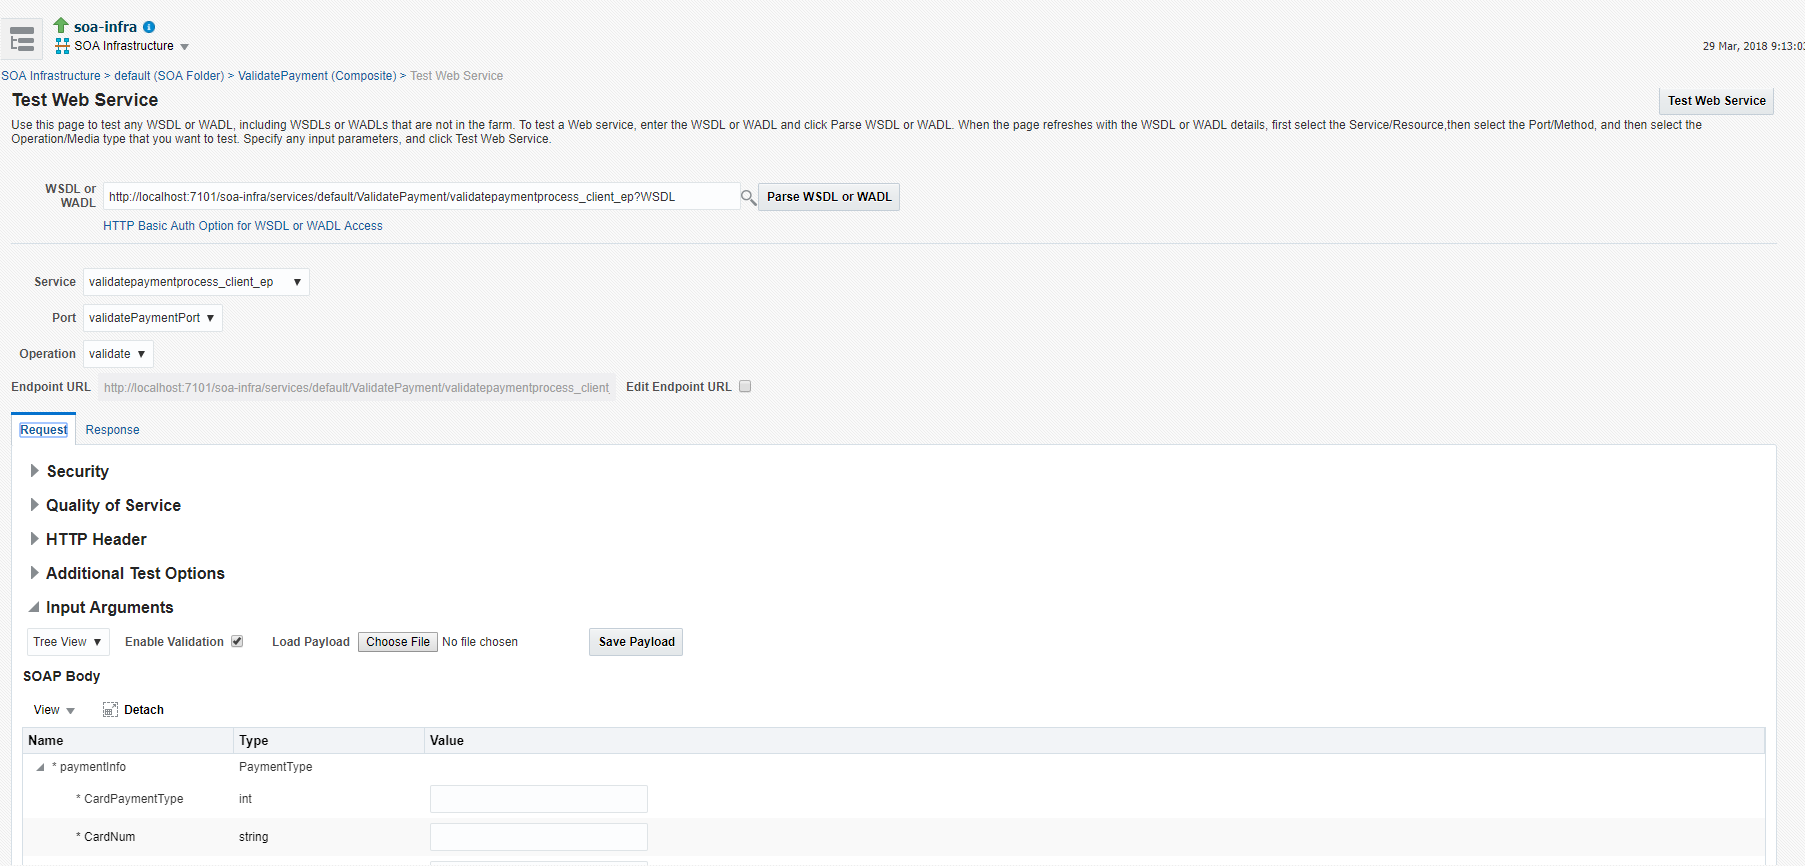 soa-infra
SOA Infrastructure
29 Mar, 2018 9:13:03
SOA Infrastructure > default (SOA Folder) > ValidatePayment (Composite) > Test Web Service
Test Web Service
Test Web Service
Use this page to test any WSDL or WADL, including WSDLs or WADLs that are not in the farm. To test a Web service, enter the WSDL or WADL and click Parse WSDL or WADL. When the page refreshes with the WSDL or WADL details, first select the Service/Resource,then select the Port/Method, and then select the
Operation/Media type that you want to test. Specify any input parameters, and click Test Web Service.
WSDL or WADL http://localhost:7101/soa-infra/services/default/ValidatePayment/validatepaymentprocess_client_ep?WSDL Parse WSDL or WADL
HTTP Basic Auth Option for WSDL or WADL Access
Service validatepaymentprocess_client_ep
Port validatePaymentPort
Operation validate
Endpoint URL http://localhost:7101/soa-infra/services/default/ValidatePayment/validatepaymentprocess_client_ Edit Endpoint URL
Request Response
Security
Quality of Service
HTTP Header
Additional Test Options
Input Arguments
Tree View Enable Validation Load Payload Choose File No file chosen Save Payload
SOAP Body
View Detach
Name Type Value
* paymentInfo PaymentType
* CardPaymentType int
* CardNum string